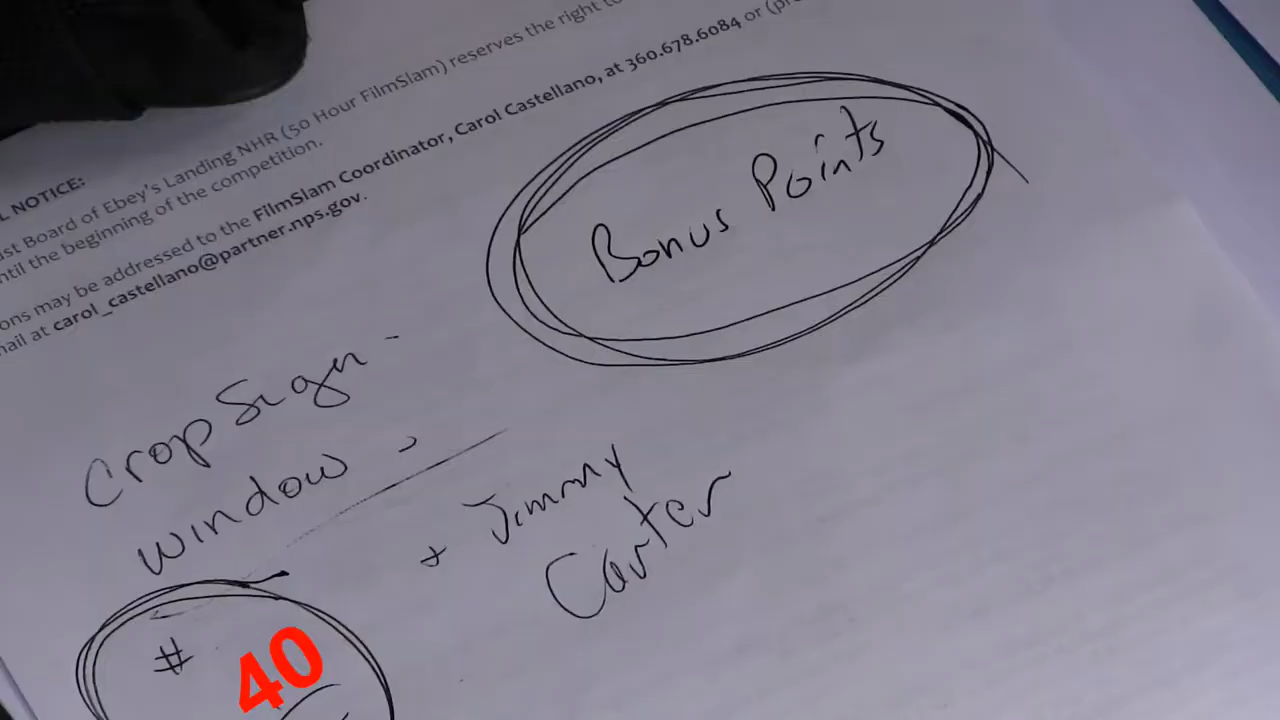 (50 Hour FilmSlam) reserves the right to
L NOTICE:
ust Board of Ebey's Landing NHR
ntil the beginning of the competition.
ons may be addressed to the FilmSlam Coordinator, Carol Castellano, at 360.678.6084 or
mail at carol_castellano@partner.nps.gov.
Bonus Points
Crop Sign -
Window -
+ Jimmy
Carter
# 40